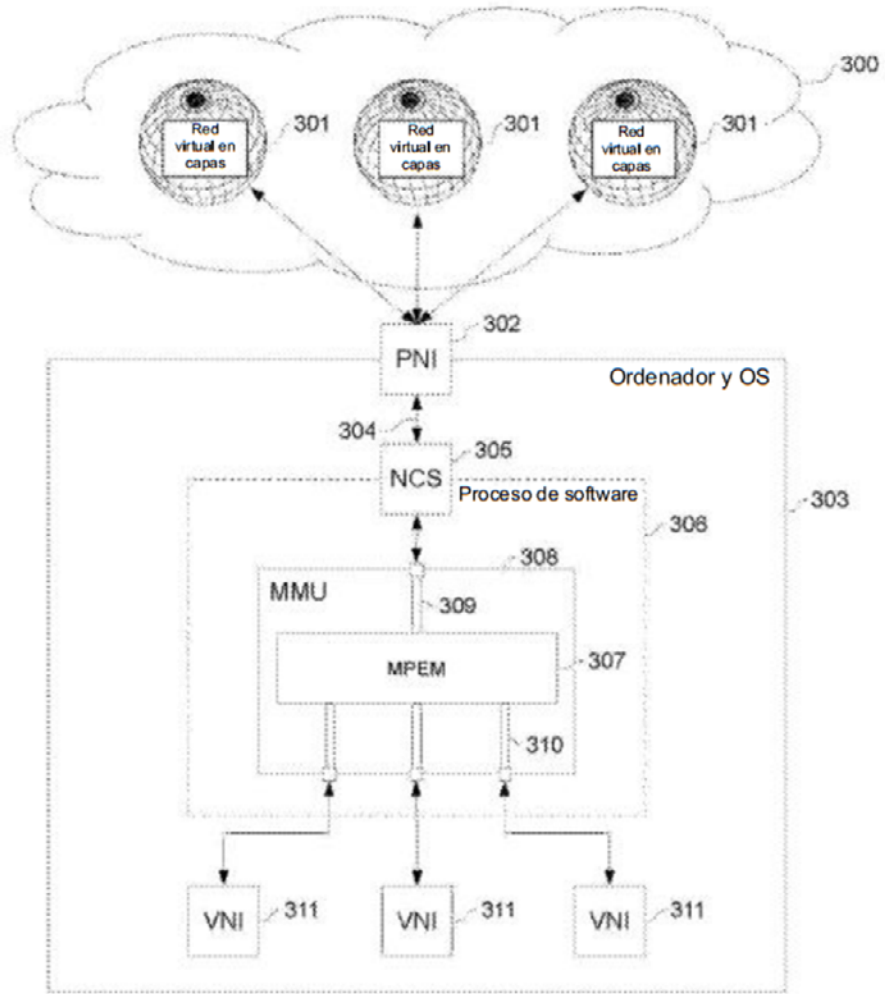 300
Red
virtual en
capas
301
Red
virtual en
capas
301
Red
virtual en
capas
301
302
PNI
Ordenador y OS
304
305
NCS
Proceso de software
303
306
308
MMU
309
MPEM
307
310
VNI
311
VNI
311
VNI
311